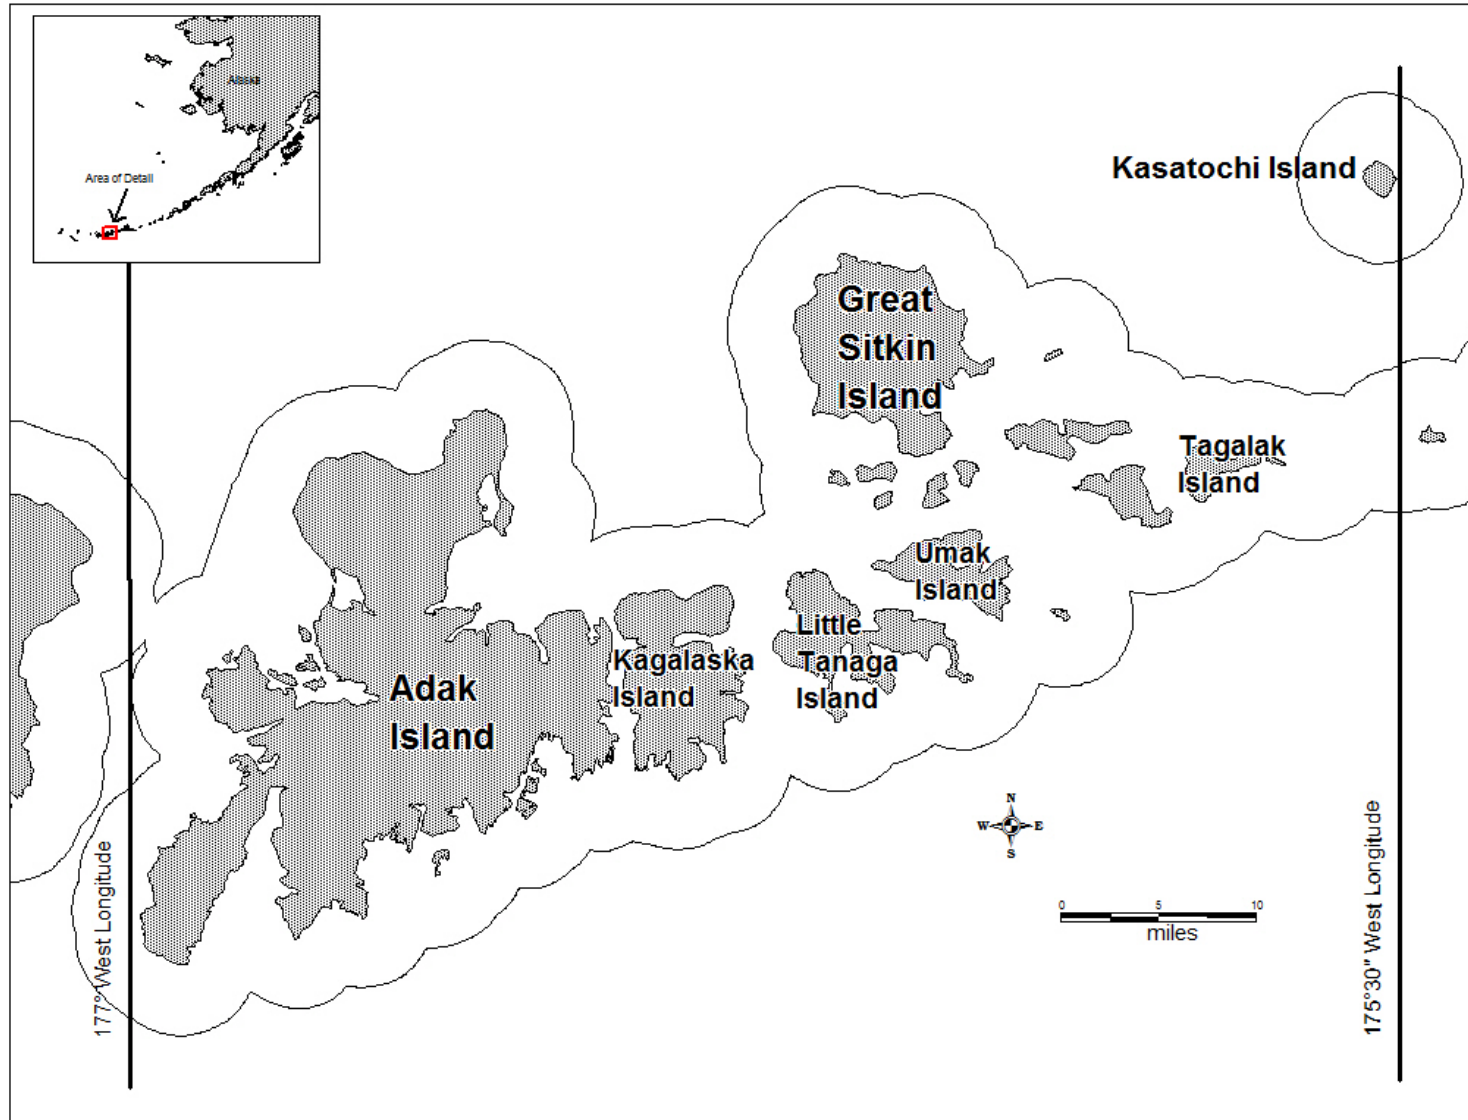 Alaska
Area of Detail
Kasatochi Island
Great
Sitkin
Island
Tagalak
Island
Umak
Island
Little
Tanaga
Island
Kagalaska
Island
Adak
Island
N
W E
S
0 5 10
miles
177° West Longitude
175°30" West Longitude